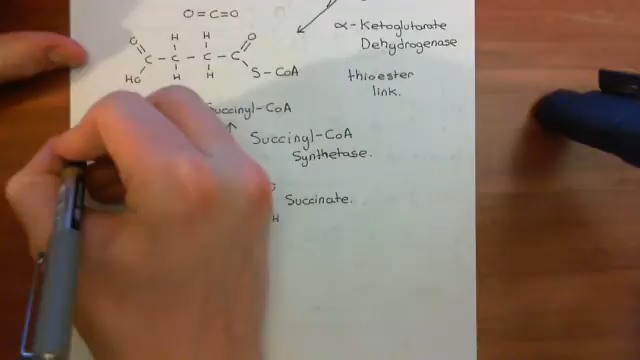 O=C=O
α-Ketoglutarate
Dehydrogenase
O H H O
C - C - C - C
HO H H S - CoA
thioester
link.
Succinyl-CoA
Succinyl-CoA
Synthetase.
Succinate.
H